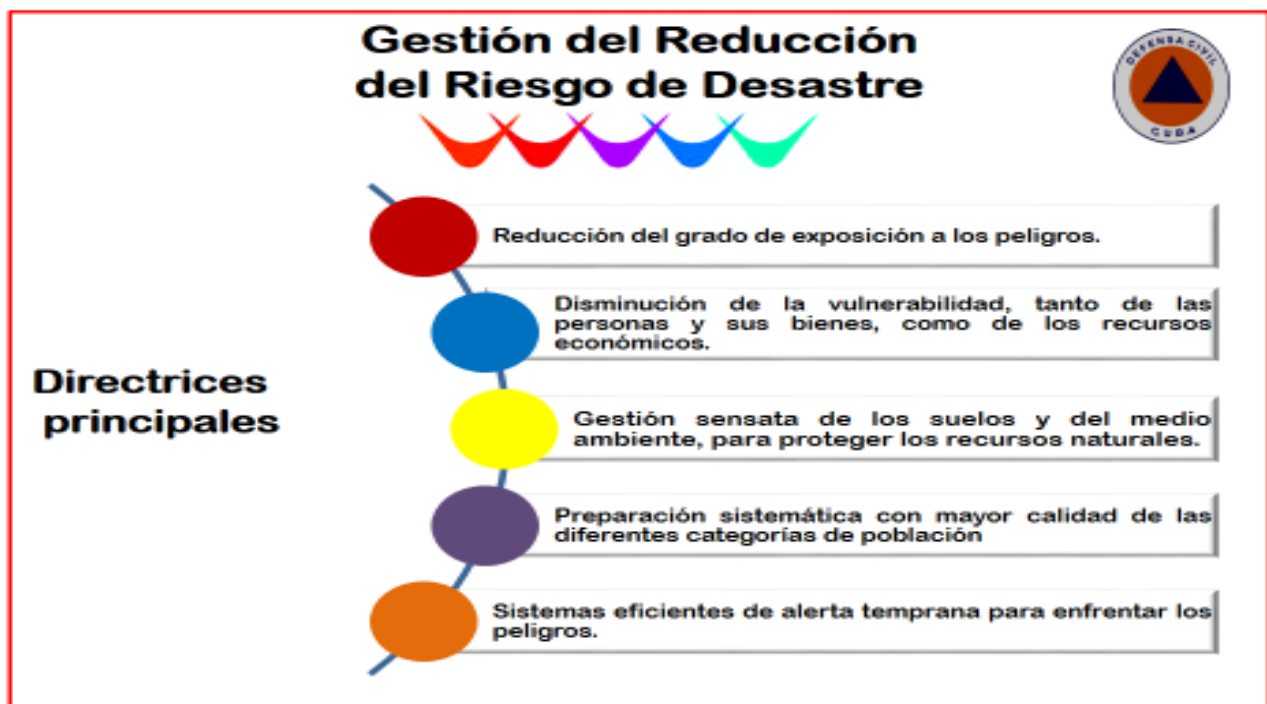 Gestión del Reducción
del Riesgo de Desastre
DEFENSA CIVIL
CUBA
Reducción del grado de exposición a los peligros.
Disminución de la vulnerabilidad, tanto de las
personas y sus bienes, como de los recursos
económicos.
Directrices
principales
Gestión sensata de los suelos y del medio
ambiente, para proteger los recursos naturales.
Preparación sistemática con mayor calidad de las
diferentes categorías de población
Sistemas eficientes de alerta temprana para enfrentar los
peligros.